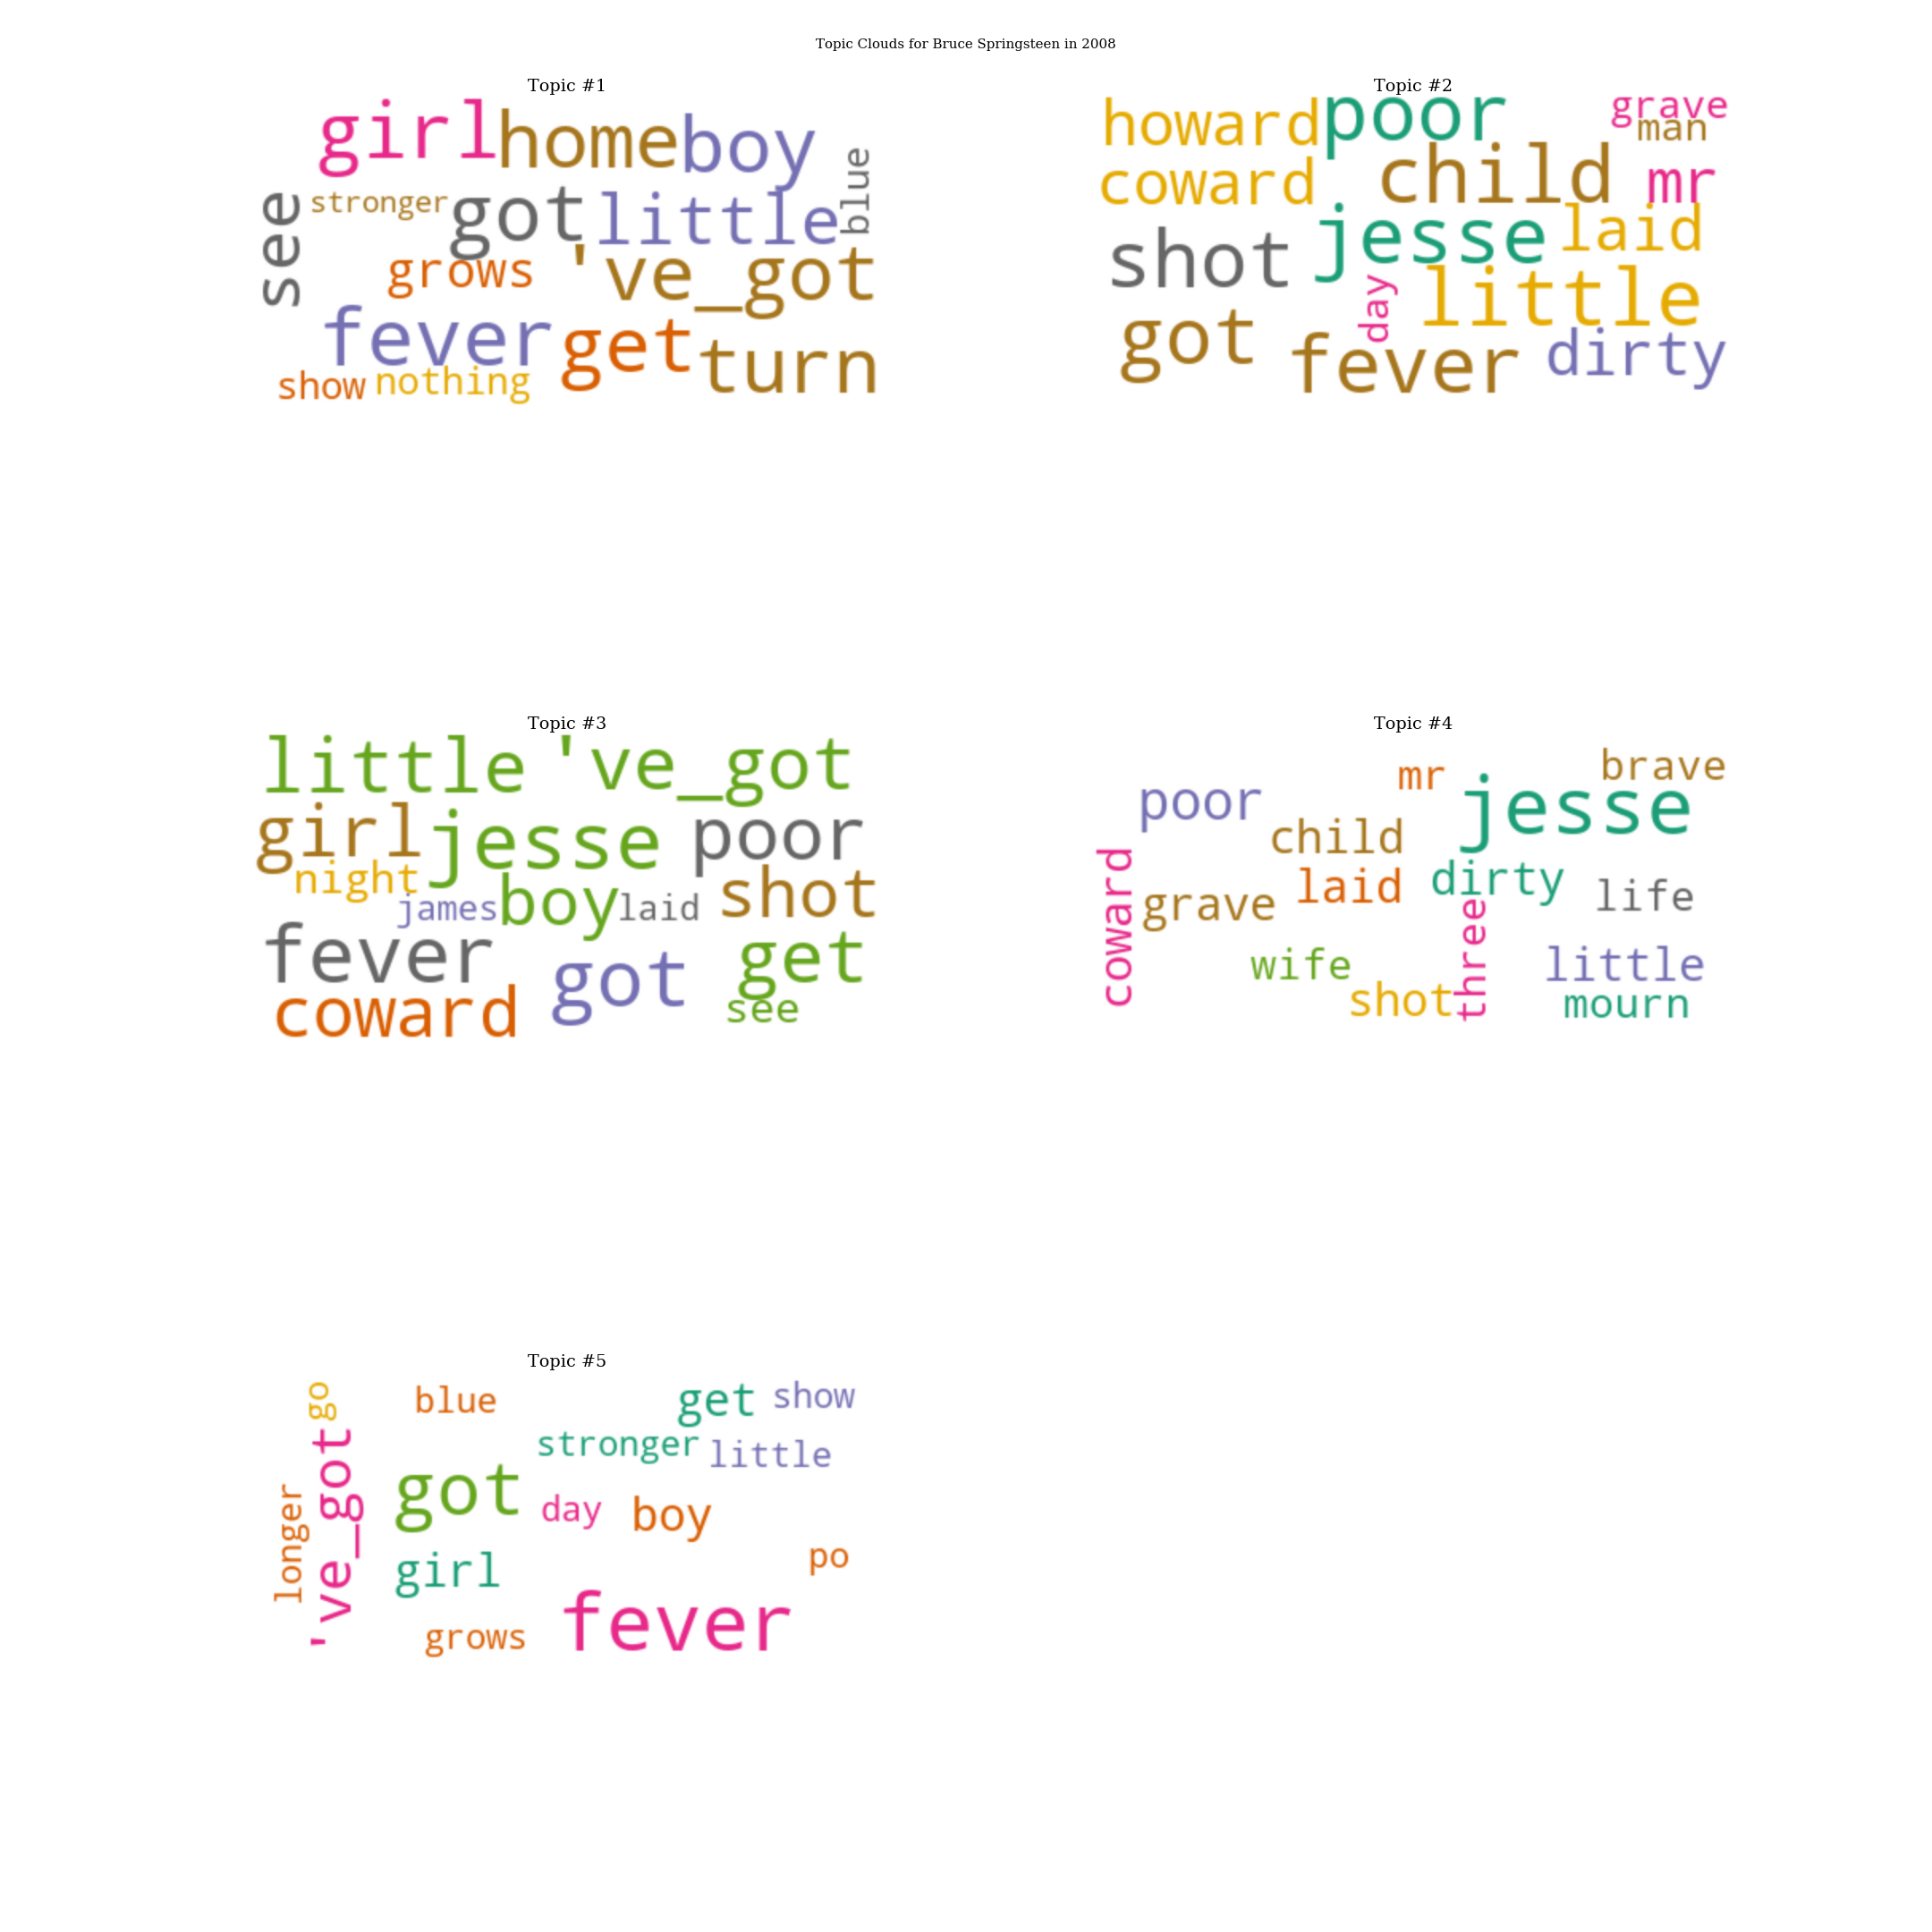 Topic Clouds for Bruce Springsteen in 2008
Topic #1
girl home boy
see stronger got little blue
grows 've_got
fever get turn
show nothing
Topic #2
howard poor grave
man
coward child mr
shot jesse laid
day little
got fever dirty
Topic #3
little 've_got
girl jesse poor
night james boy laid shot
fever got get
coward see
Topic #4
mr brave
poor jesse
child
coward laid dirty life
grave three
wife little
shot mourn
Topic #5
go blue get show
stronger little
've_got got
longer day boy
girl po
grows fever